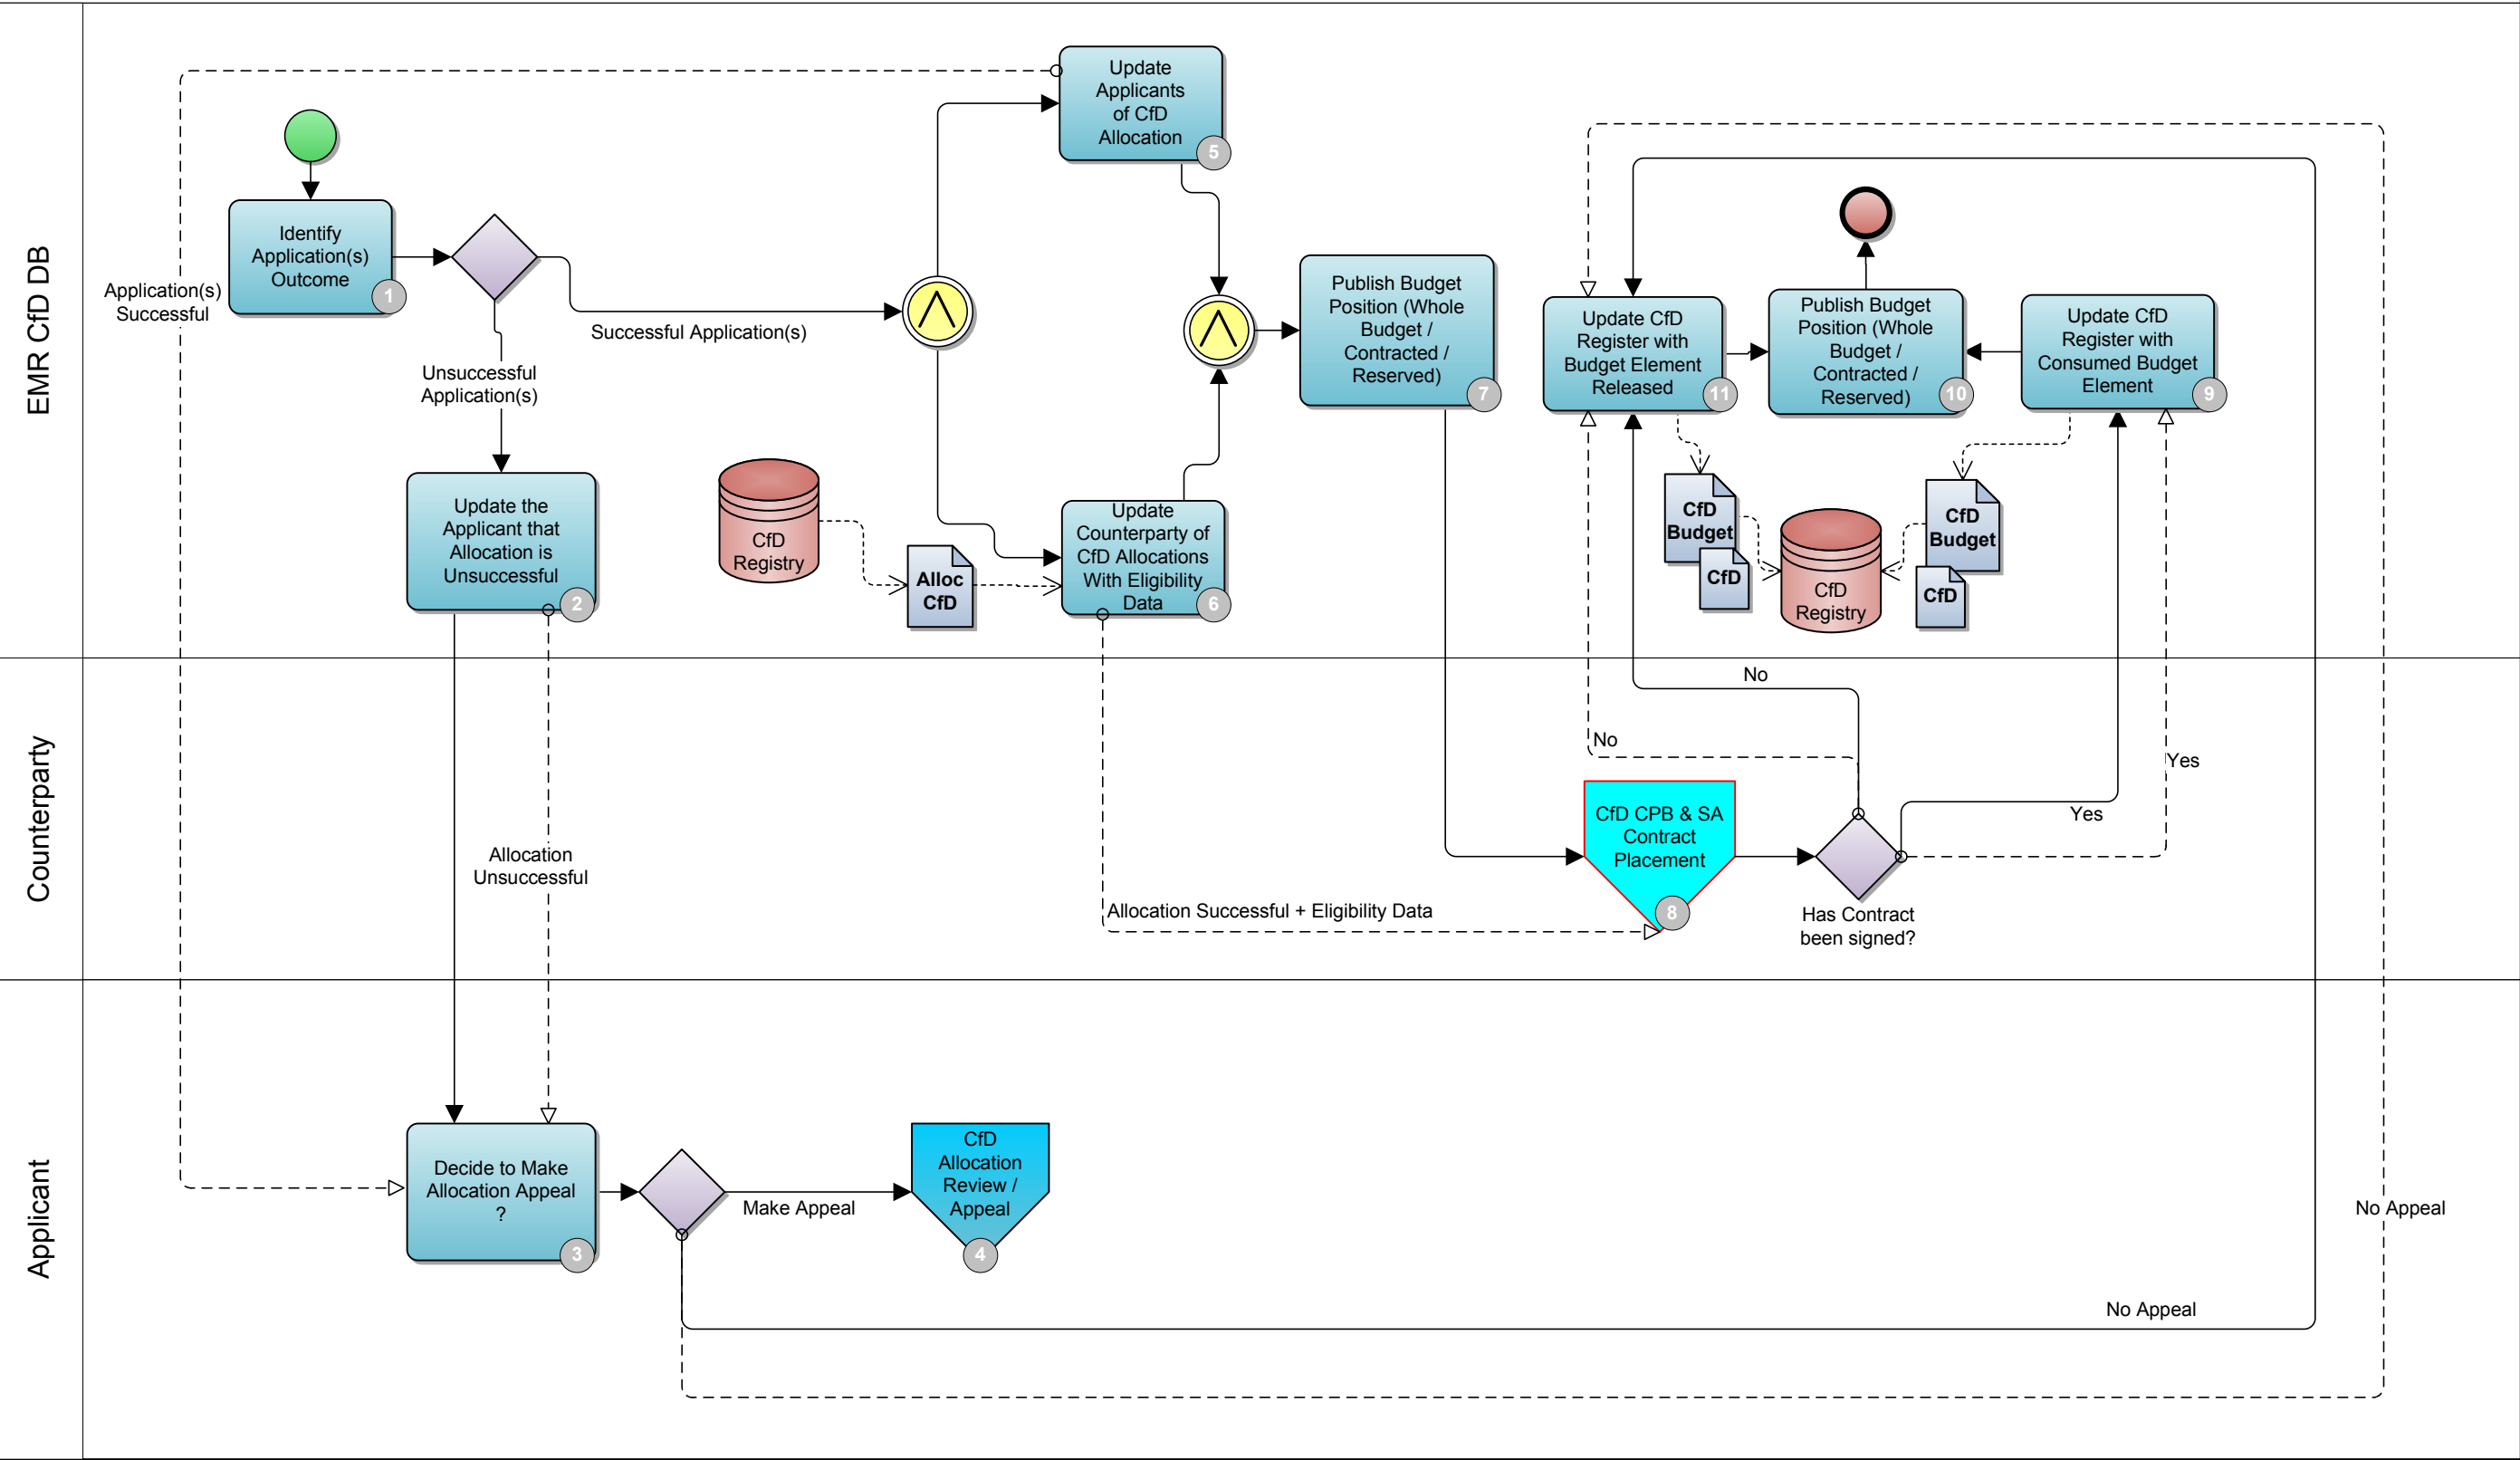 EMR CfD DB
Application(s)
Successful
Identify
Application(s)
Outcome
1
Unsuccessful
Application(s)
Successful Application(s)
Update the
Applicant that
Allocation is
Unsuccessful
2
CfD
Registry
Alloc
CfD
Update
Applicants
of CfD
Allocation
5
Update
Counterparty of
CfD Allocations
With Eligibility
Data
6
Publish Budget
Position (Whole
Budget /
Contracted /
Reserved)
7
Update CfD
Register with
Budget Element
Released
11
Publish Budget
Position (Whole
Budget /
Contracted /
Reserved)
10
Update CfD
Register with
Consumed Budget
Element
9
CfD
Budget
CfD
CfD
Registry
CfD
Budget
CfD
Counterparty
Allocation
Unsuccessful
Allocation Successful + Eligibility Data
No
No
CfD CPB & SA
Contract
Placement
8
Has Contract
been signed?
Yes
Yes
Applicant
Decide to Make
Allocation Appeal
?
3
Make Appeal
CfD
Allocation
Review /
Appeal
4
No Appeal
No Appeal